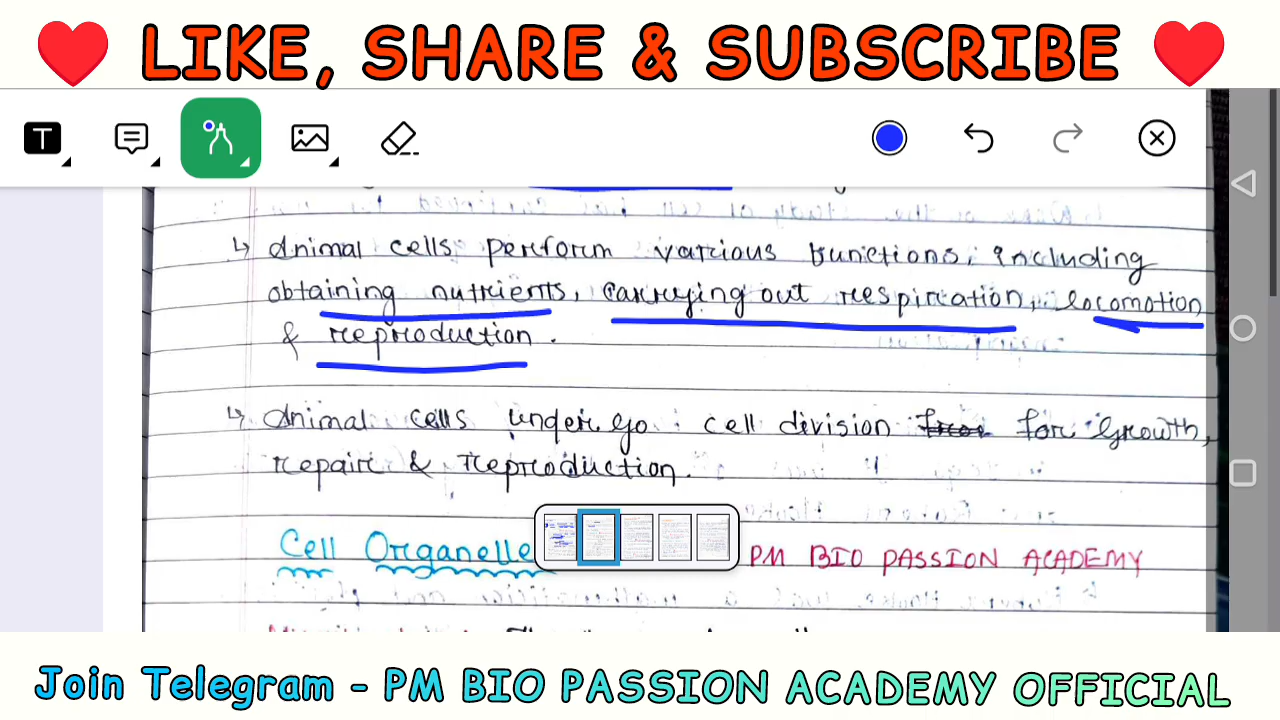 LIKE, SHARE & SUBSCRIBE
T
↳ Animal cells perform various functions, including
obtaining nutrients, carrying out respiration, locomotion
& reproduction.
↳ Animal cells undergo cell division for growth,
repair & Reproduction.
Cell Organelle
PM BIO PASSION ACADEMY
Join Telegram - PM BIO PASSION ACADEMY OFFICIAL